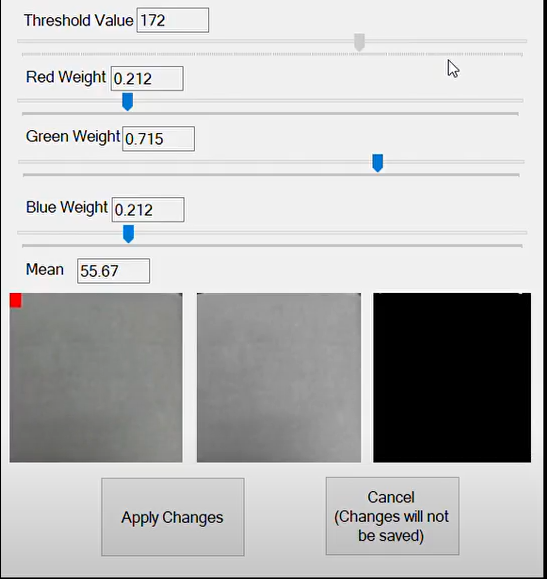 Threshold Value 172
Red Weight 0.212
Green Weight 0.715
Blue Weight 0.212
Mean 55.67
Apply Changes
Cancel
(Changes will not
be saved)